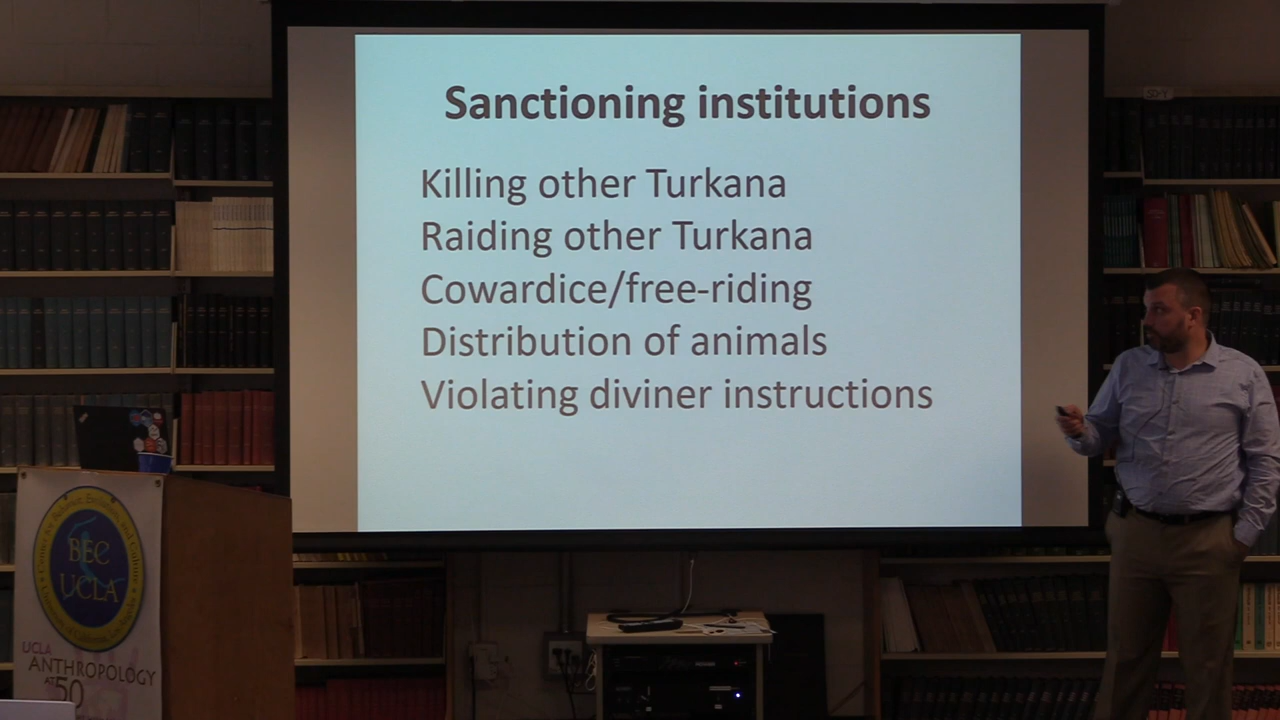 Sanctioning institutions
Killing other Turkana
Raiding other Turkana
Cowardice/free-riding
Distribution of animals
Violating diviner instructions
BEC
UCLA
UCLA
ANTHROPOLOGY
AT 50